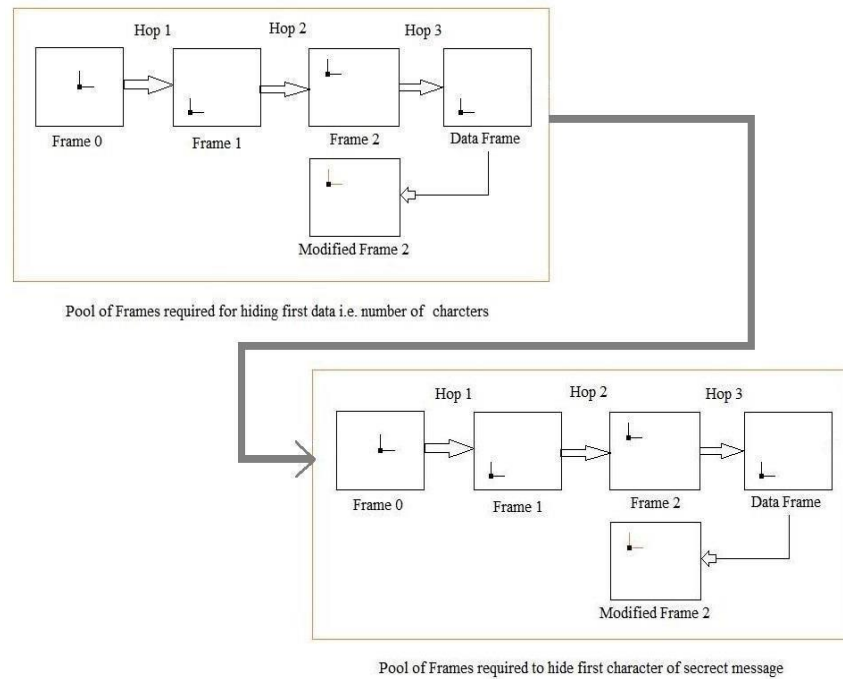 Hop 1 Hop 2 Hop 3
Frame 0 Frame 1 Frame 2 Data Frame
Modified Frame 2
Pool of Frames required for hiding first data i.e. number of charcters
Hop 1 Hop 2 Hop 3
Frame 0 Frame 1 Frame 2 Data Frame
Modified Frame 2
Pool of Frames required to hide first character of secrect message